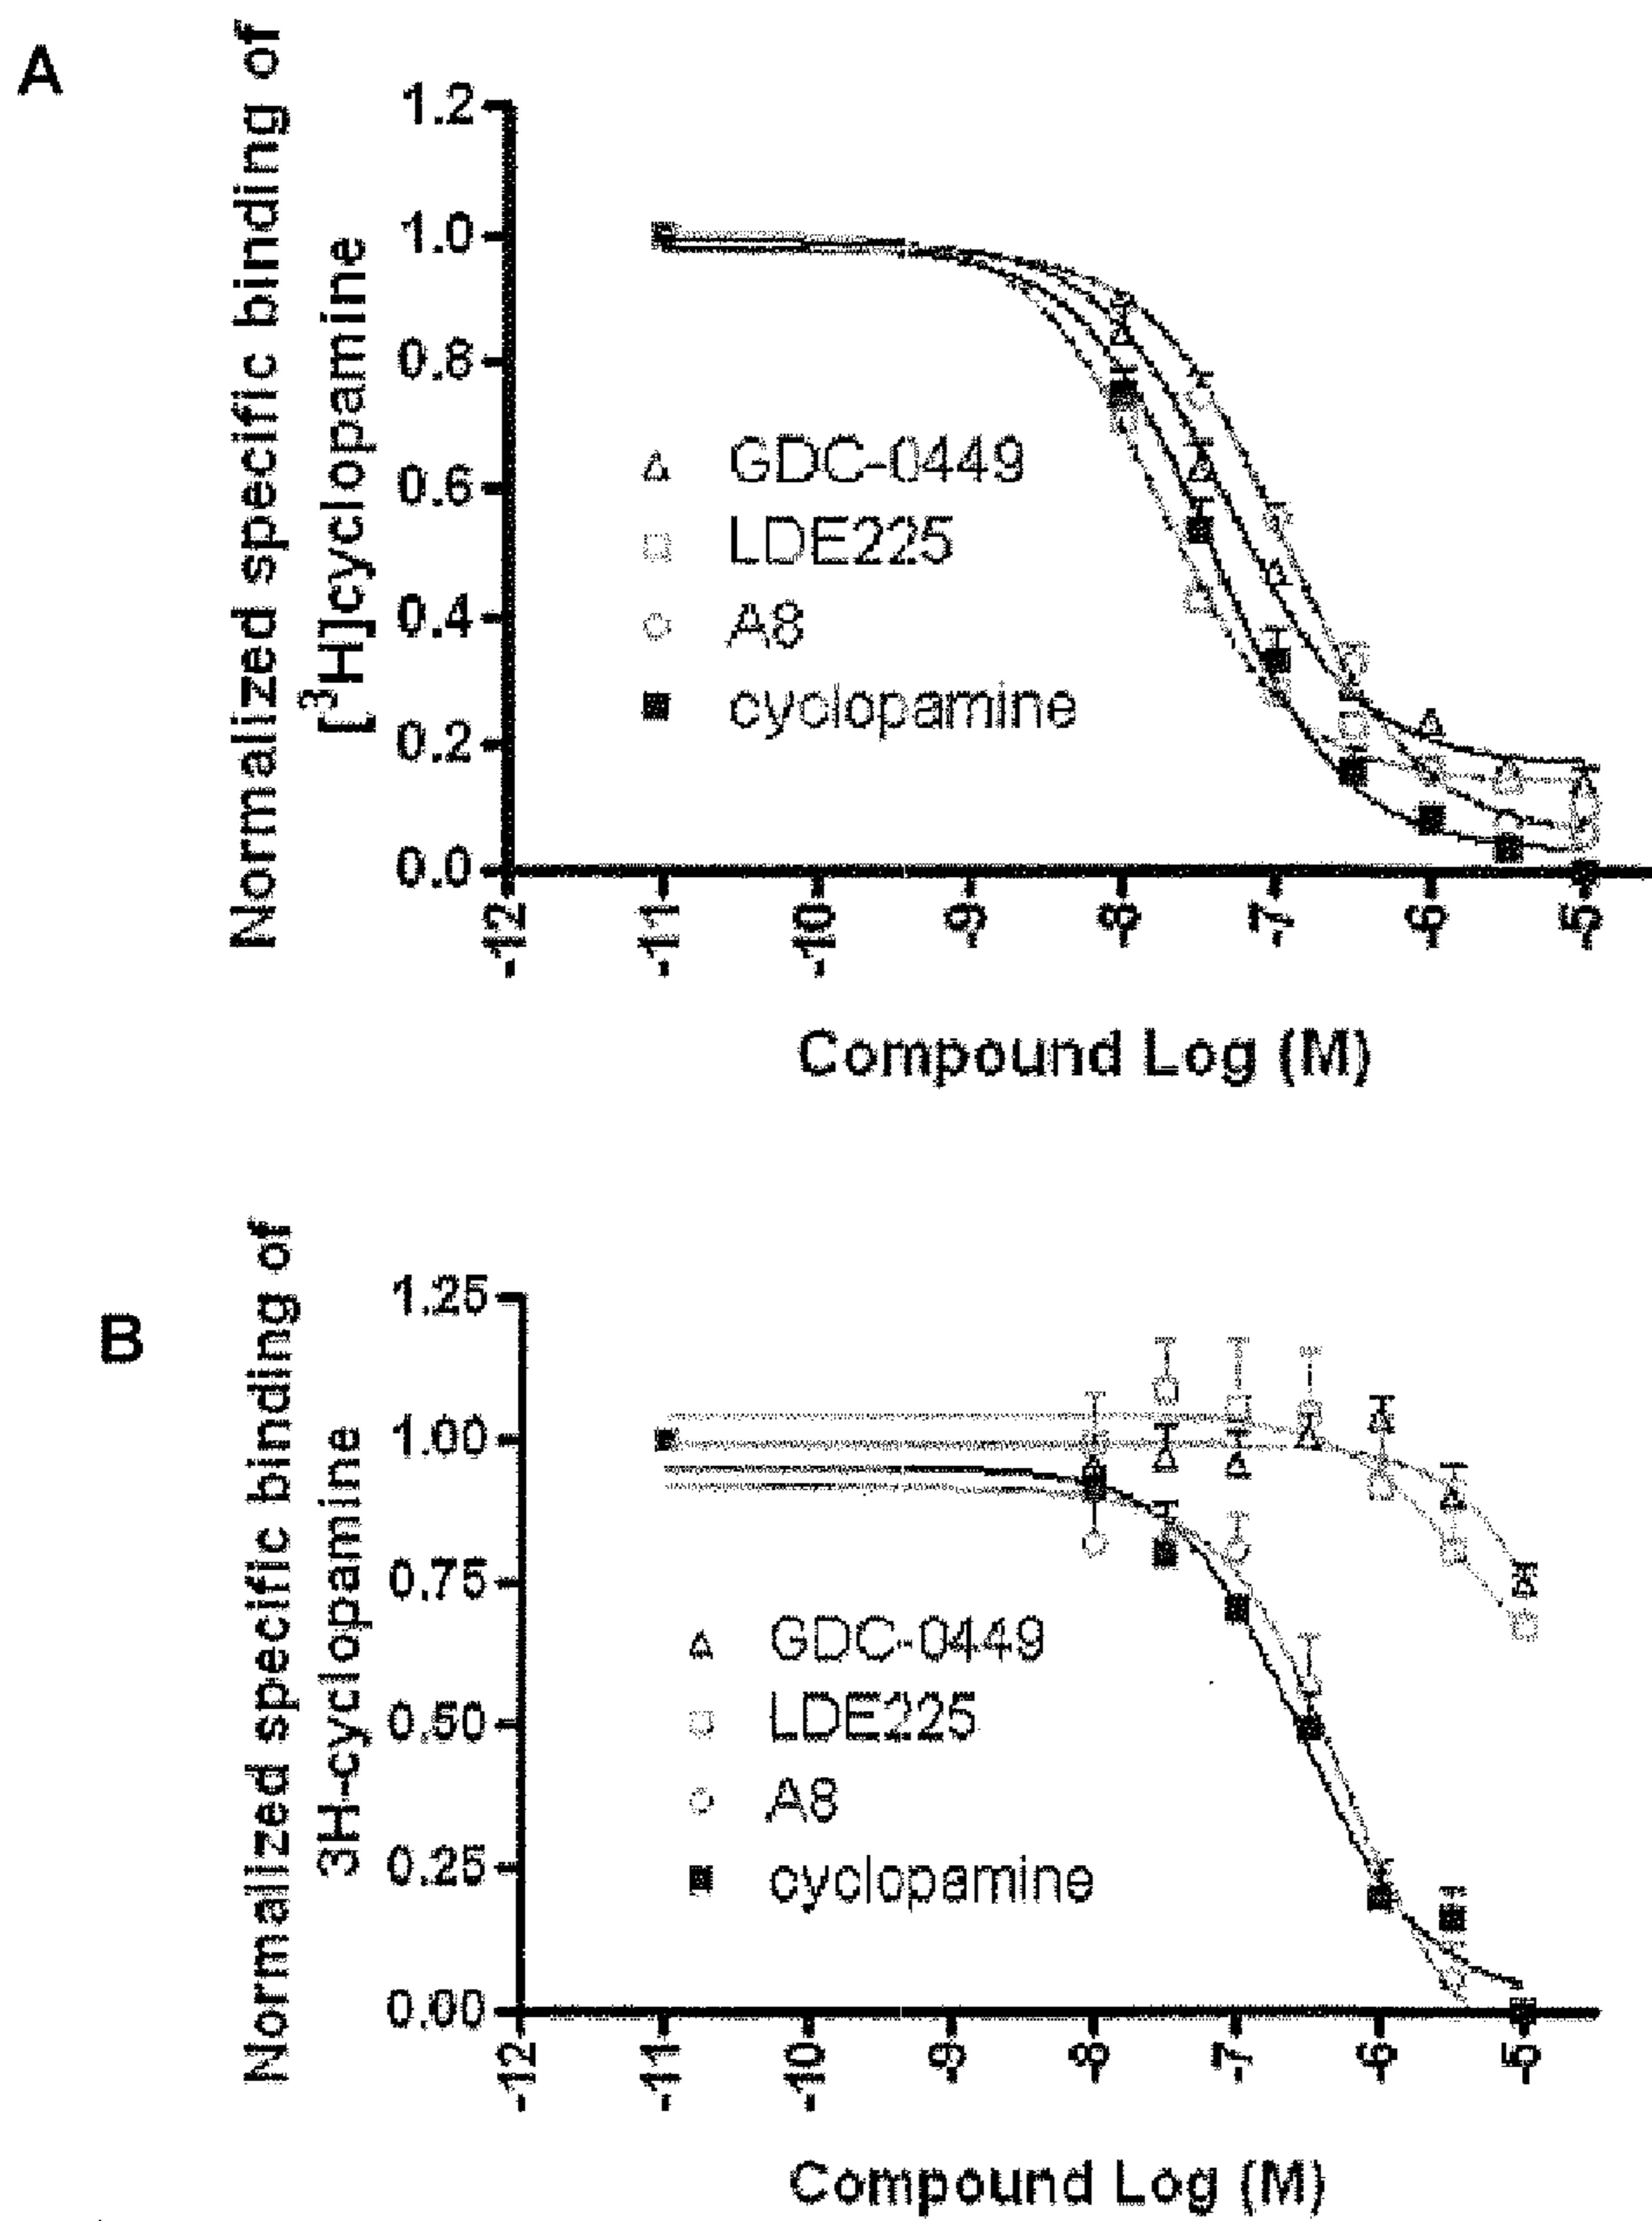 A
Normalized specific binding of
[³H]cyclopamine
1.2
1.0
0.8
0.6
0.4
0.2
0.0
GDC-0449
LDE225
A8
cyclopamine
-12 -11 -10 -9 -8 -7 -6 -5
Compound Log (M)
B
Normalized specific binding of
3H-cyclopamine
1.25
1.00
0.75
0.50
0.25
0.00
GDC-0449
LDE225
A8
cyclopamine
-12 -11 -10 -9 -8 -7 -6 -5
Compound Log (M)